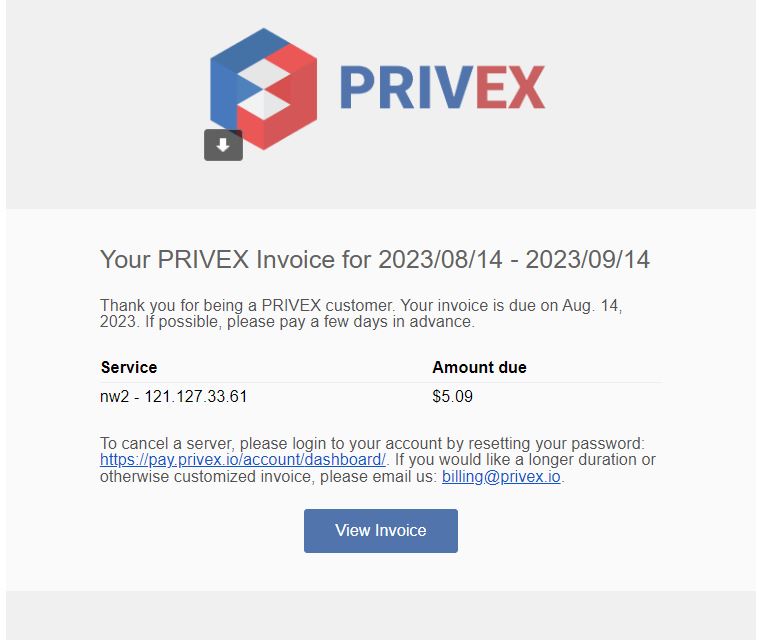 PRIVEX
Your PRIVEX Invoice for 2023/08/14 - 2023/09/14
Thank you for being a PRIVEX customer. Your invoice is due on Aug. 14,
2023. If possible, please pay a few days in advance.
Service Amount due
nw2 - 121.127.33.61 $5.09
To cancel a server, please login to your account by resetting your password:
https://pay.privex.io/account/dashboard/. If you would like a longer duration or
otherwise customized invoice, please email us: billing@privex.io.
View Invoice